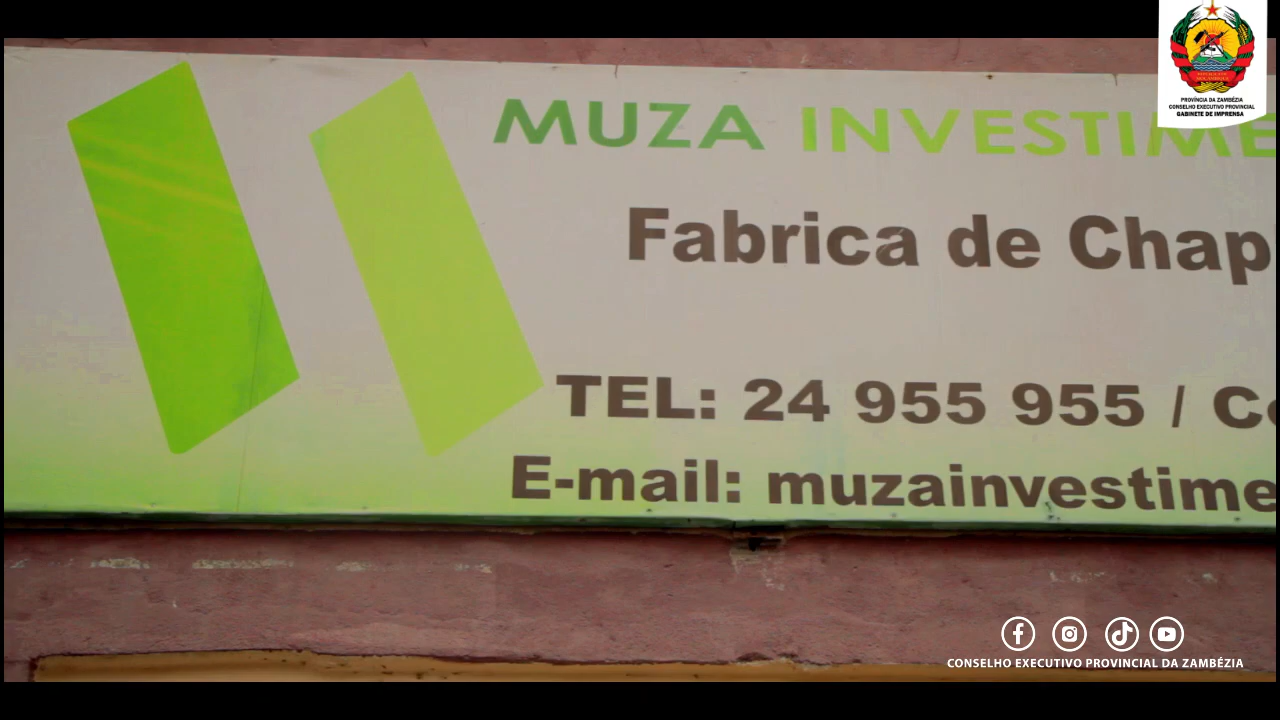 MUZA INVESTIME
Fabrica de Chap
TEL: 24 955 955 / Co
E-mail: muzainvestime
PROVÍNCIA DA ZAMBÉZIA
CONSELHO EXECUTIVO PROVINCIAL
GABINETE DE IMPRENSA
CONSELHO EXECUTIVO PROVINCIAL DA ZAMBÉZIA